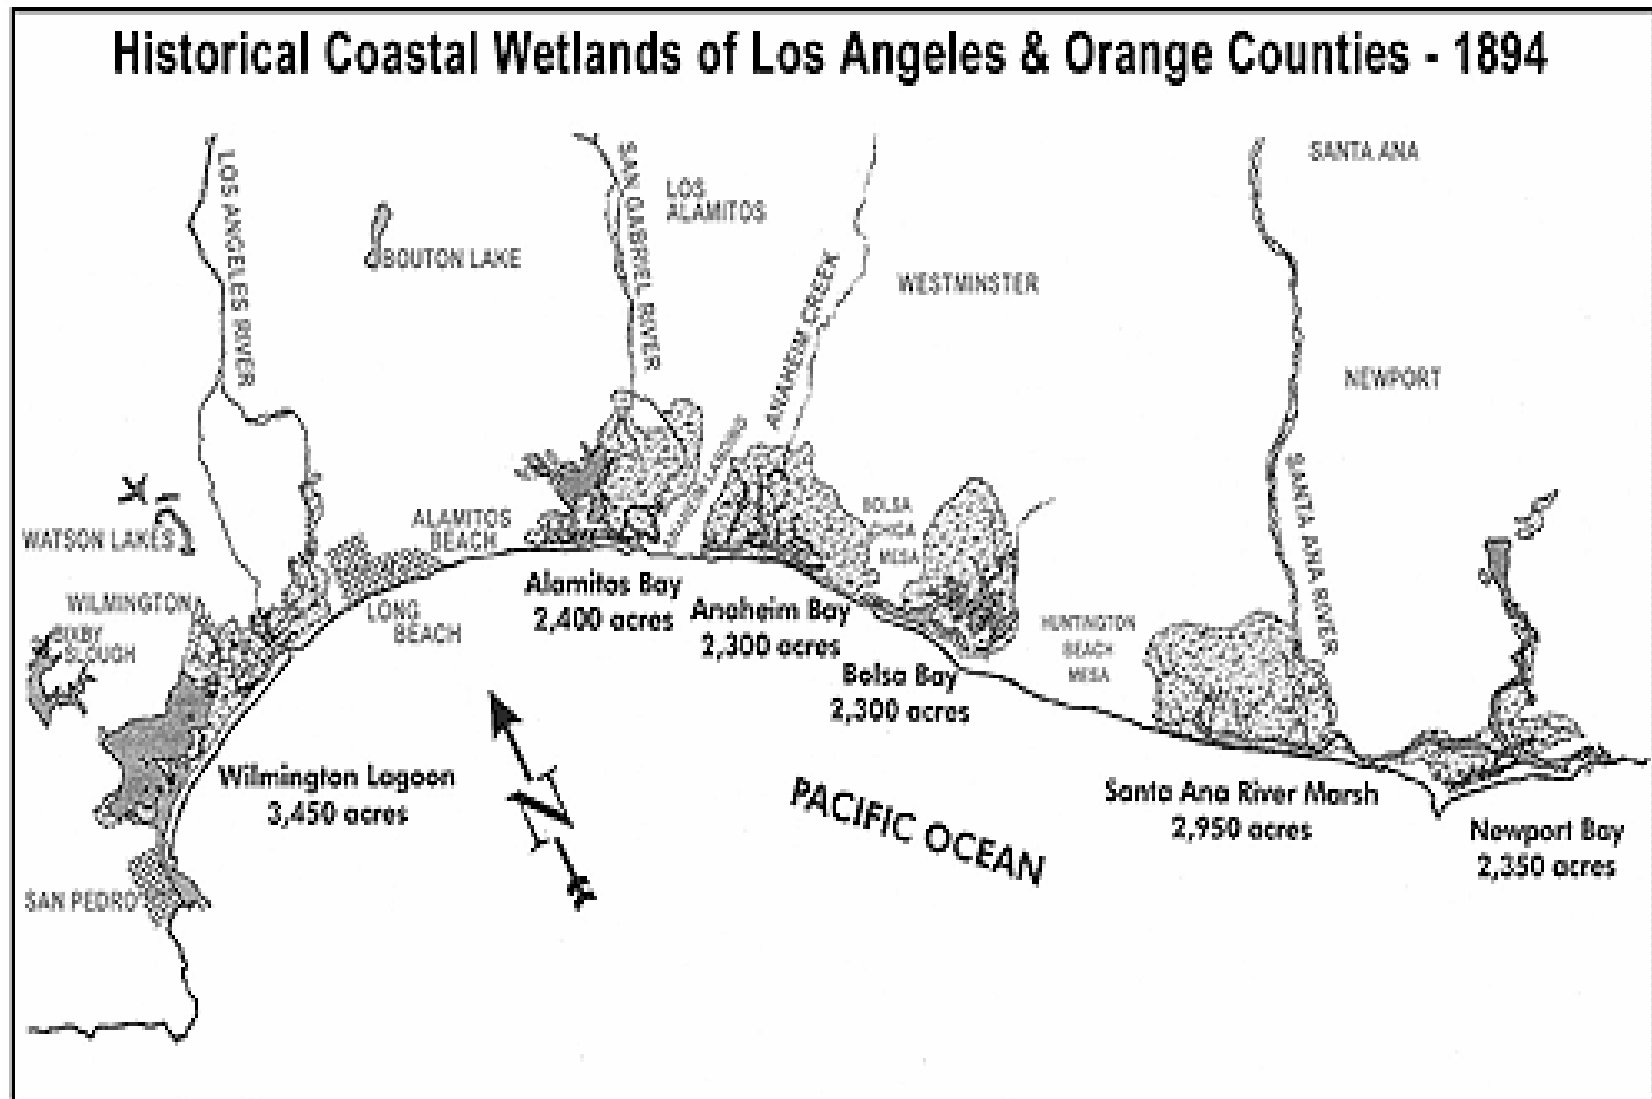 Historical Coastal Wetlands of Los Angeles & Orange Counties - 1894
LOS ANGELES RIVER
BOUTON LAKE
SAN GABRIEL RIVER
LOS
ALAMITOS
ANAHEIM CREEK
WESTMINSTER
SANTA ANA
NEWPORT
SANTA ANA RIVER
ANAHEIM LANDING
WATSON LAKES
ALAMITOS
BEACH
BOLSA
CHICA
MESA
WILMINGTON
BIXBY
SLOUGH
LONG
BEACH
Alamitos Bay
2,400 acres
Anaheim Bay
2,300 acres
Bolsa Bay
2,300 acres
HUNTINGTON
BEACH
MESA
Wilmington Lagoon
3,450 acres
N
PACIFIC OCEAN
Santa Ana River Marsh
2,950 acres
Newport Bay
2,350 acres
SAN PEDRO